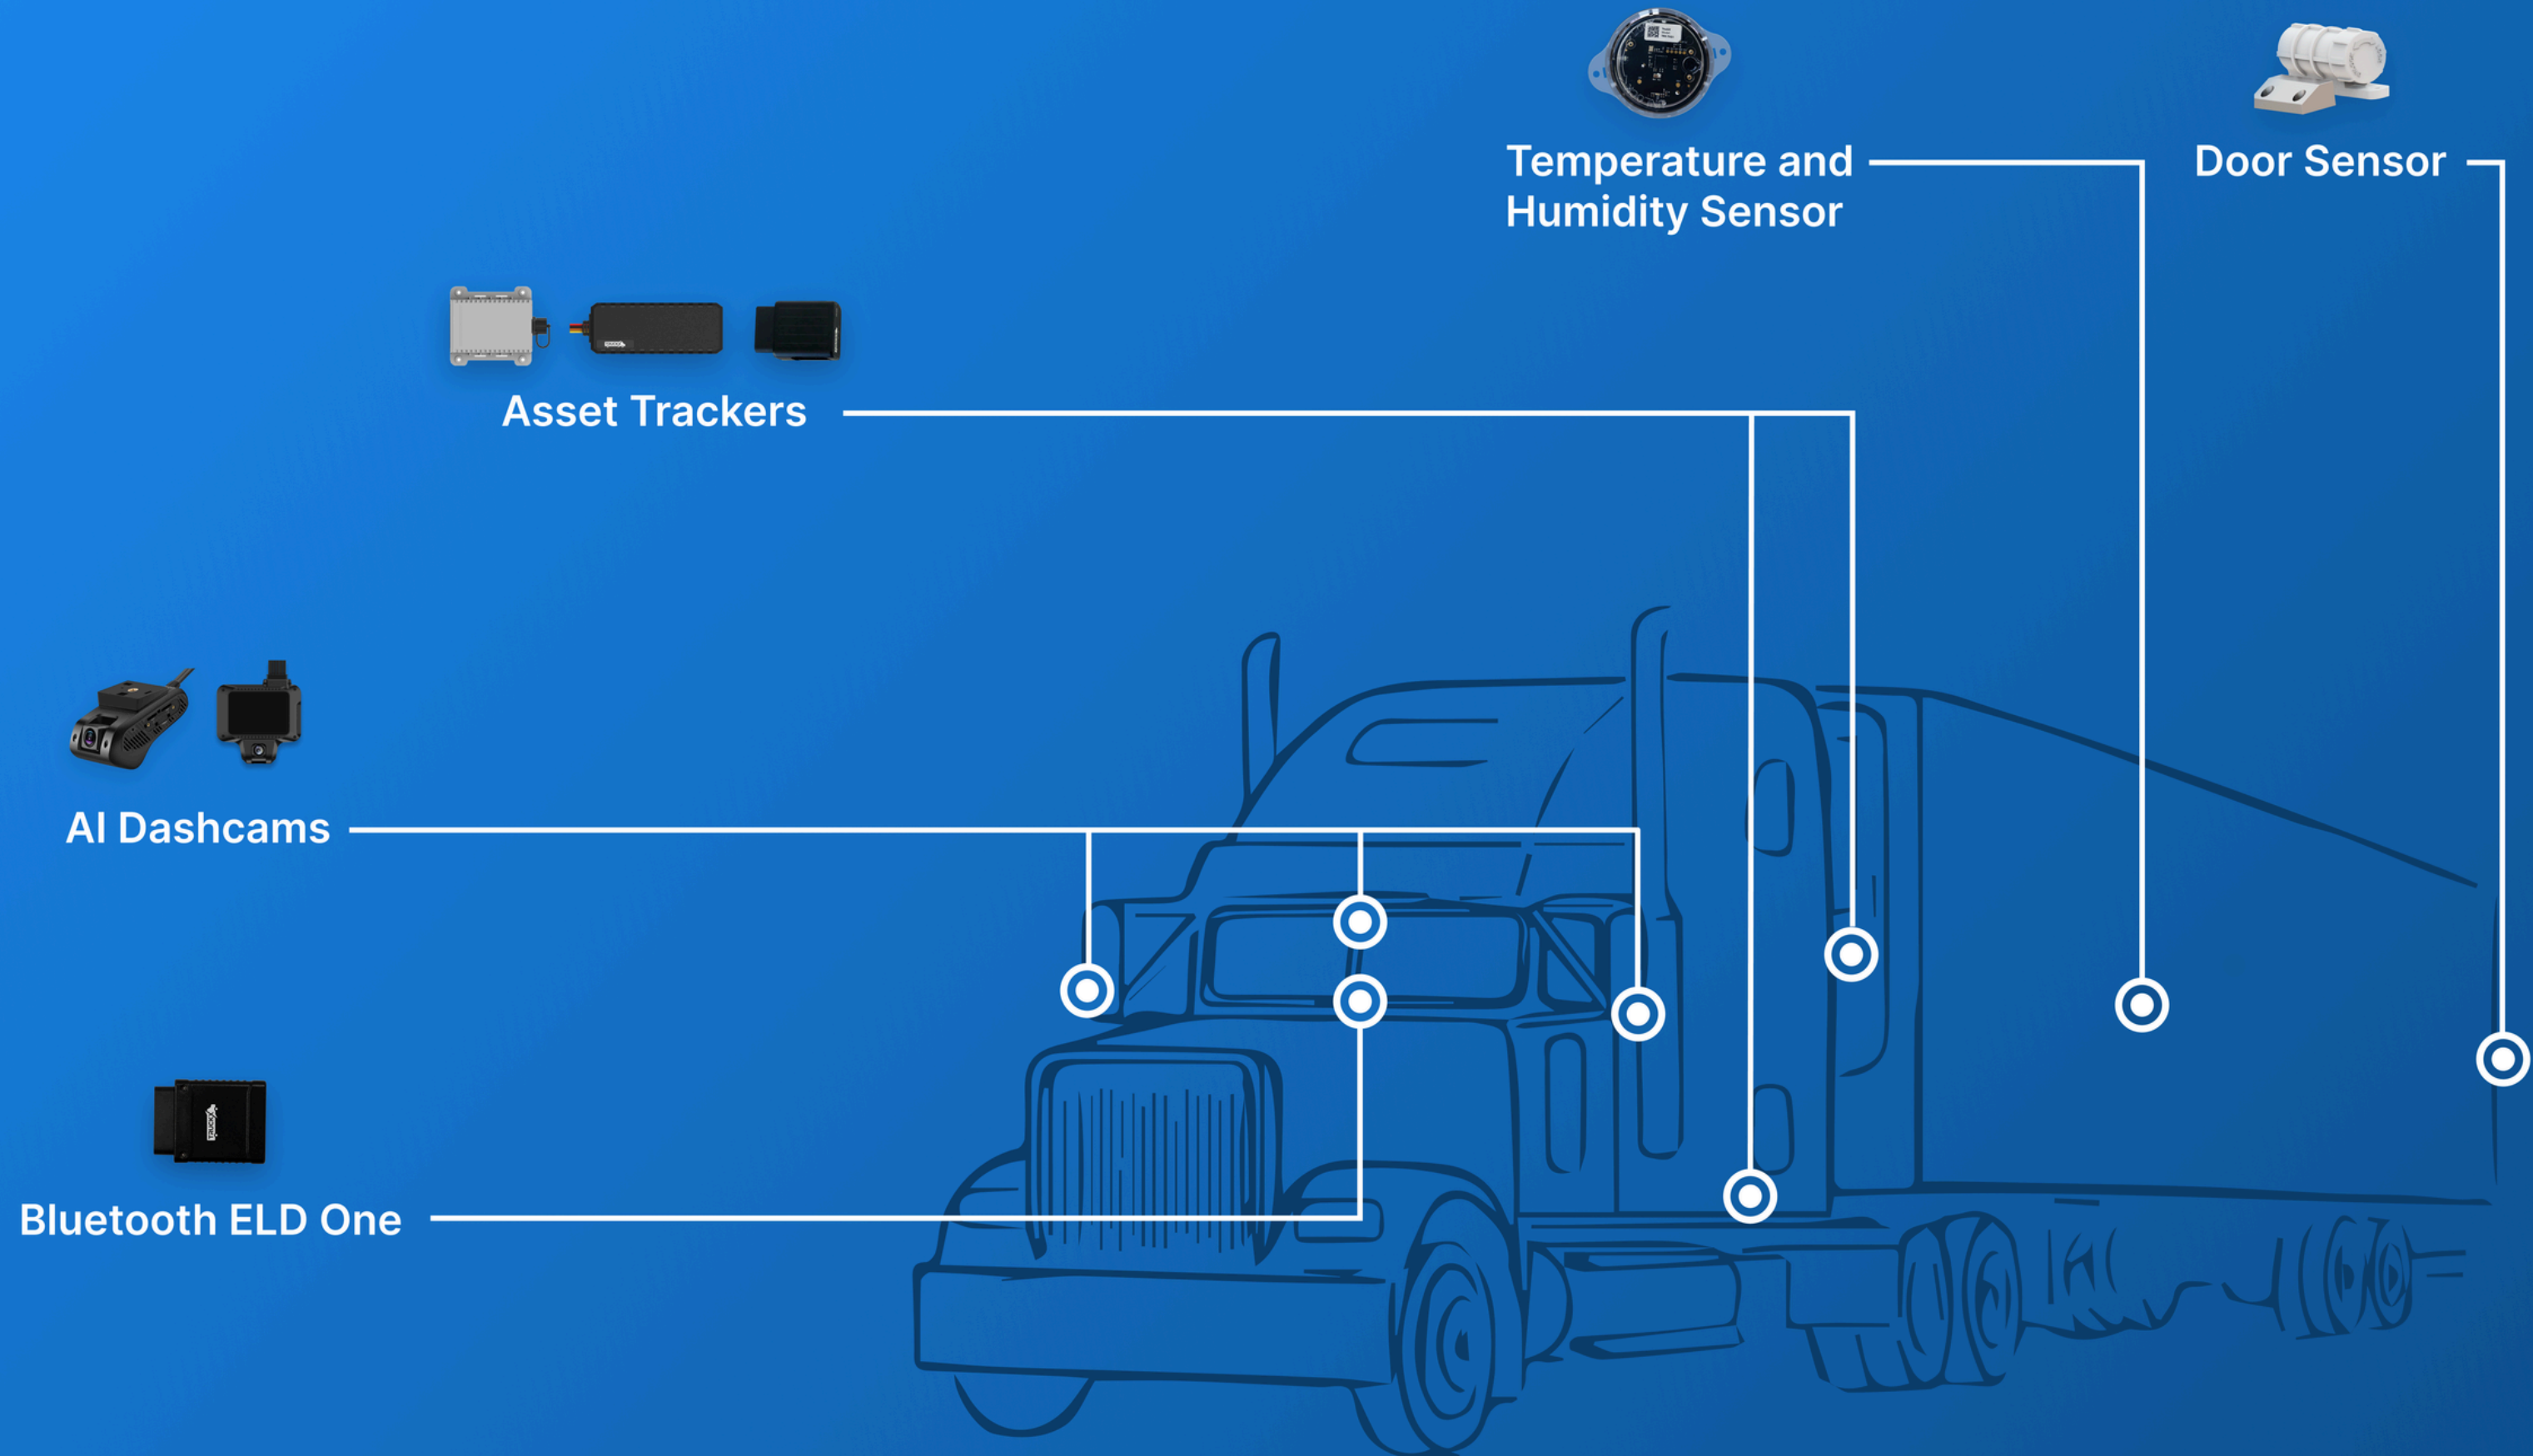 Temperature and
Humidity Sensor
Door Sensor
Asset Trackers
AI Dashcams
Bluetooth ELD One